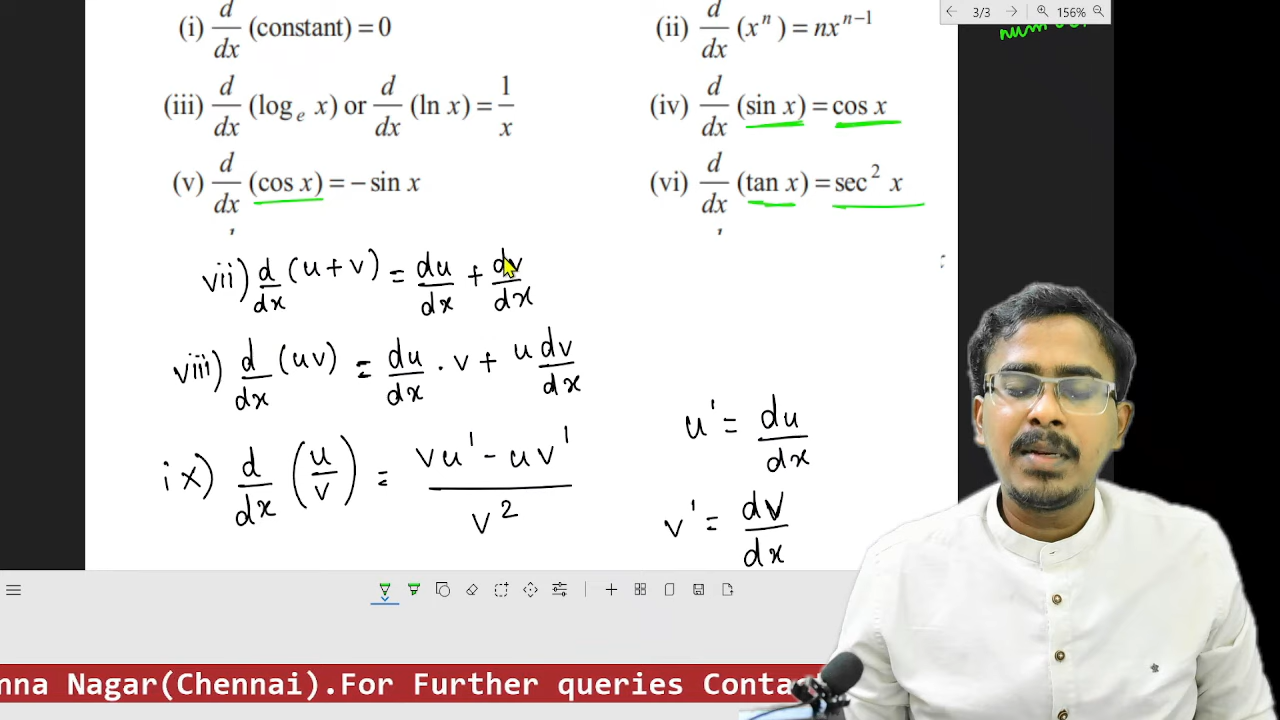 3/3 156%
(i) d/dx (constant) = 0
(ii) d/dx (xⁿ) = nxⁿ⁻¹
(iii) d/dx (logₑ x) or d/dx (ln x) = 1/x
(iv) d/dx (sin x) = cos x
(v) d/dx (cos x) = − sin x
(vi) d/dx (tan x) = sec² x
vii) d/dx (u + v) = du/dx + dv/dx
viii) d/dx (uv) = du/dx · v + u dv/dx
ix) d/dx (u/v) = vu' - uv' / v²
u' = du/dx
v' = dv/dx
nna Nagar(Chennai).For Further queries Conta